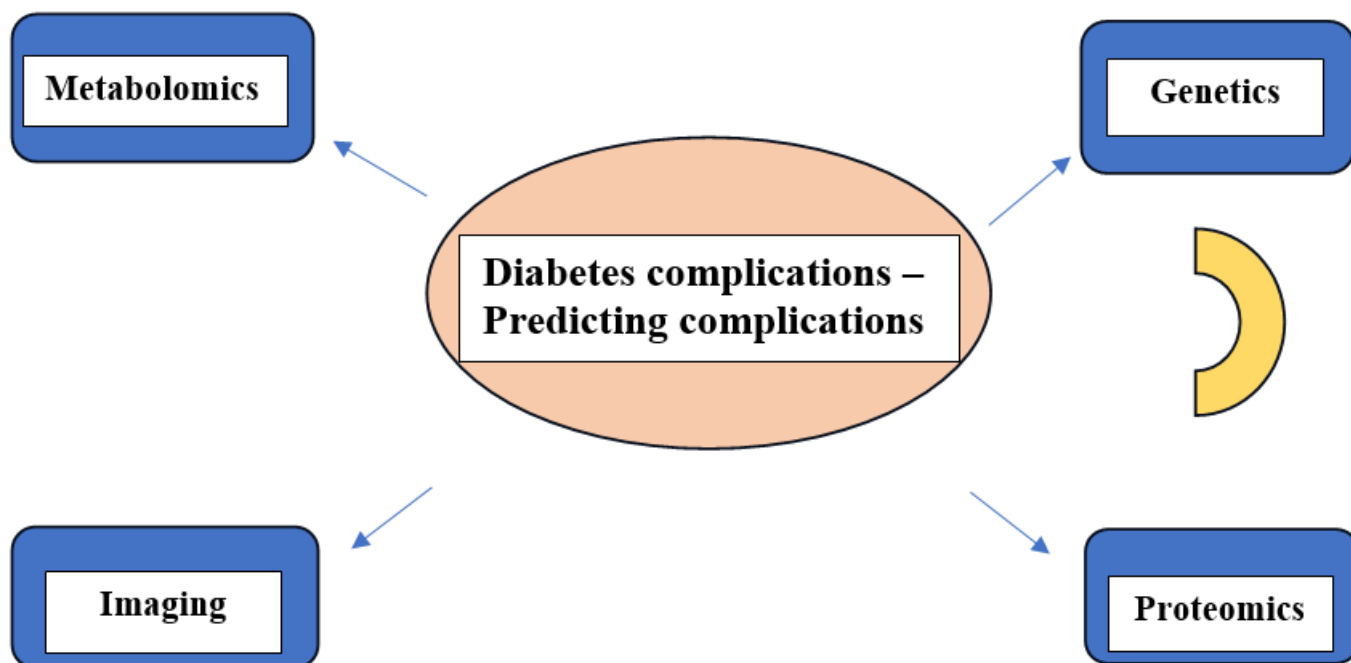 Metabolomics
Genetics
Diabetes complications –
Predicting complications
Imaging
Proteomics